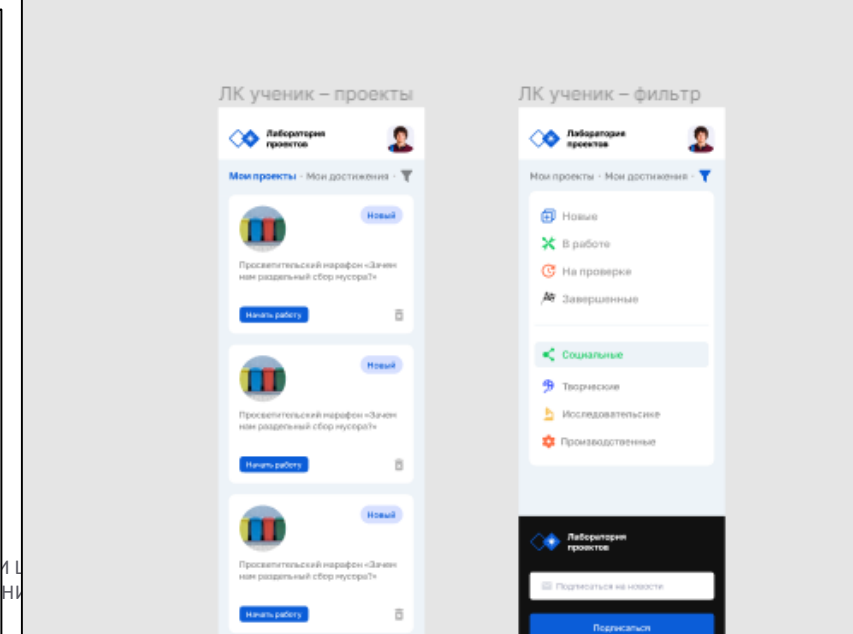 ЛК ученик – проекты
Лаборатория
проектов
Мои проекты · Мои достижения ·
Новый
Просветительский марафон «Зачем
нам раздельный сбор мусора?»
Начать работу
Новый
Просветительский марафон «Зачем
нам раздельный сбор мусора?»
Начать работу
Новый
Просветительский марафон «Зачем
нам раздельный сбор мусора?»
Начать работу
ЛК ученик – фильтр
Лаборатория
проектов
Мои проекты · Мои достижения ·
Новые
В работе
На проверке
Завершенные
Социальные
Творческие
Исследовательсике
Производственные
Лаборатория
проектов
Подписаться на новости
Подписаться